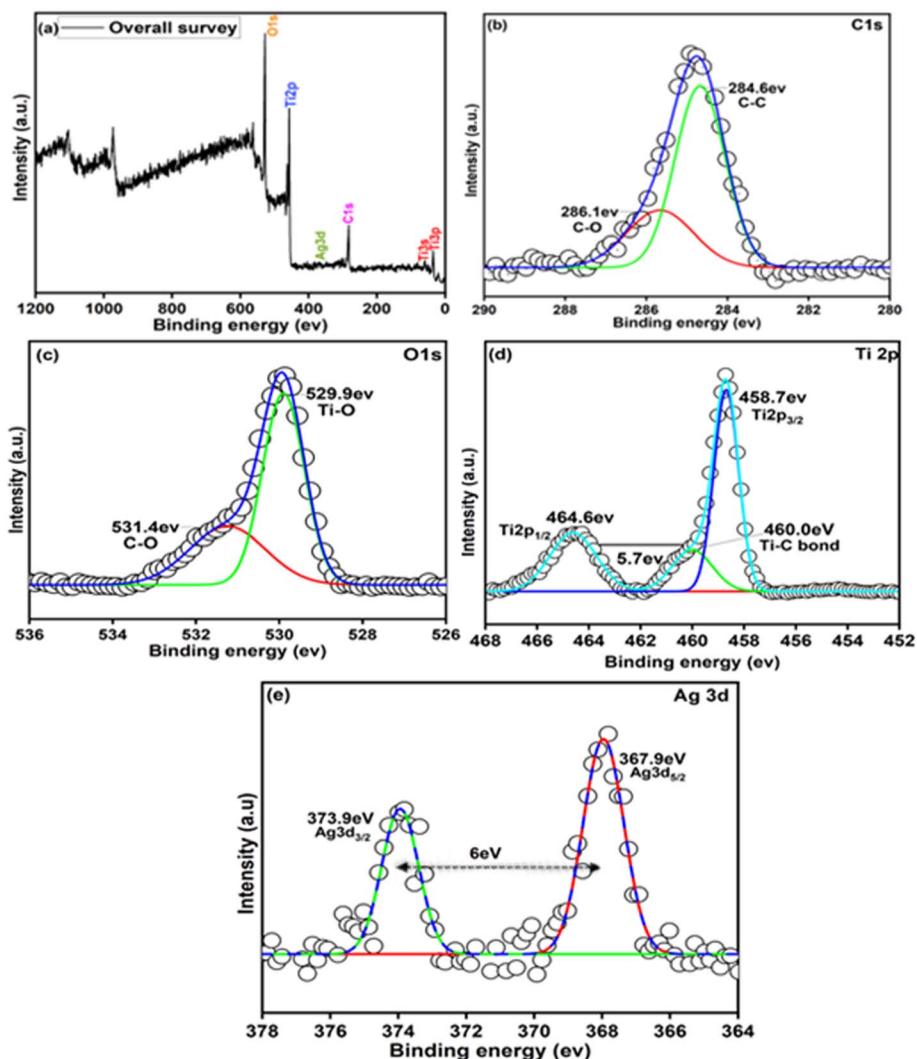 (a)
Overall survey
O1s
Ti2p
Ag3d
C1s
Ti3s
Ti3p
Intensity (a.u.)
1200 1000 800 600 400 200 0
Binding energy (ev)
(b)
C1s
284.6ev
C-C
286.1ev
C-O
Intensity (a.u.)
290 288 286 284 282 280
Binding energy (ev)
(c)
O1s
529.9ev
Ti-O
531.4ev
C-O
Intensity (a.u.)
536 534 532 530 528 526
Binding energy (ev)
(d)
Ti 2p
458.7ev
Ti2p3/2
Ti2p1/2 464.6ev
460.0eV
Ti-C bond
5.7ev
Intensity (a.u.)
468 466 464 462 460 458 456 454 452
Binding energy (ev)
(e)
Ag 3d
367.9eV
Ag3d5/2
373.9eV
Ag3d3/2
6eV
Intensity (a.u)
378 376 374 372 370 368 366 364
Binding energy (ev)